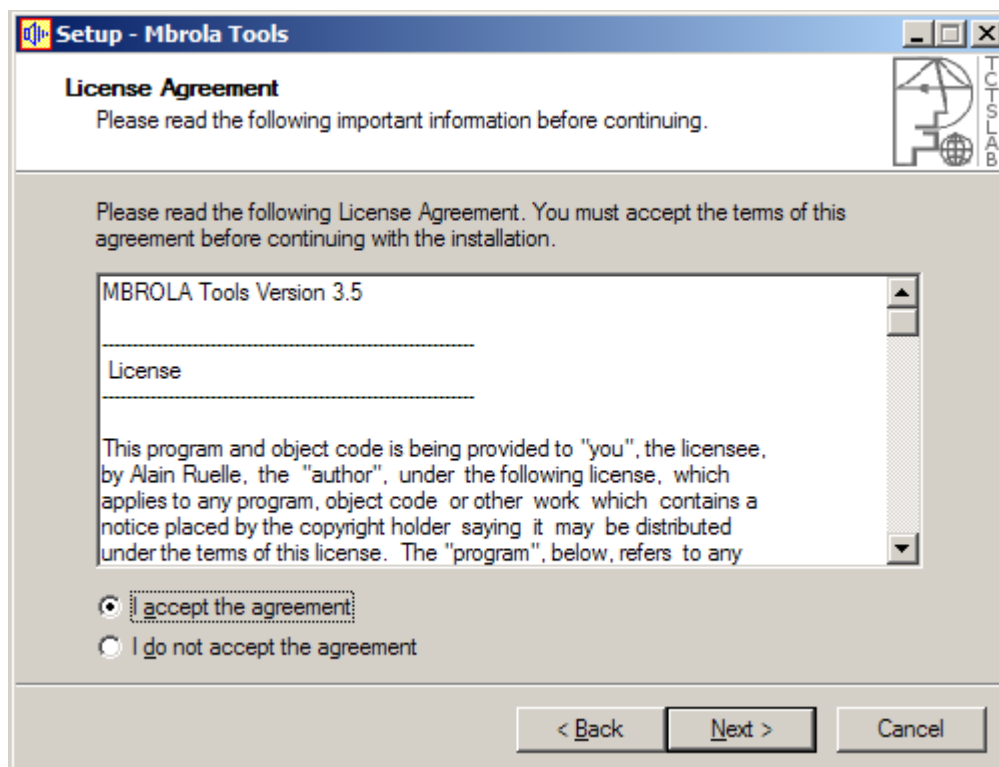 Setup - Mbrola Tools
License Agreement
Please read the following important information before continuing.
TCTSLAB
Please read the following License Agreement. You must accept the terms of this
agreement before continuing with the installation.
MBROLA Tools Version 3.5
--------------------------------------------------------------
License
--------------------------------------------------------------
This program and object code is being provided to "you", the licensee,
by Alain Ruelle, the "author", under the following license, which
applies to any program, object code or other work which contains a
notice placed by the copyright holder saying it may be distributed
under the terms of this license. The "program", below, refers to any
I accept the agreement
I do not accept the agreement
< Back
Next >
Cancel